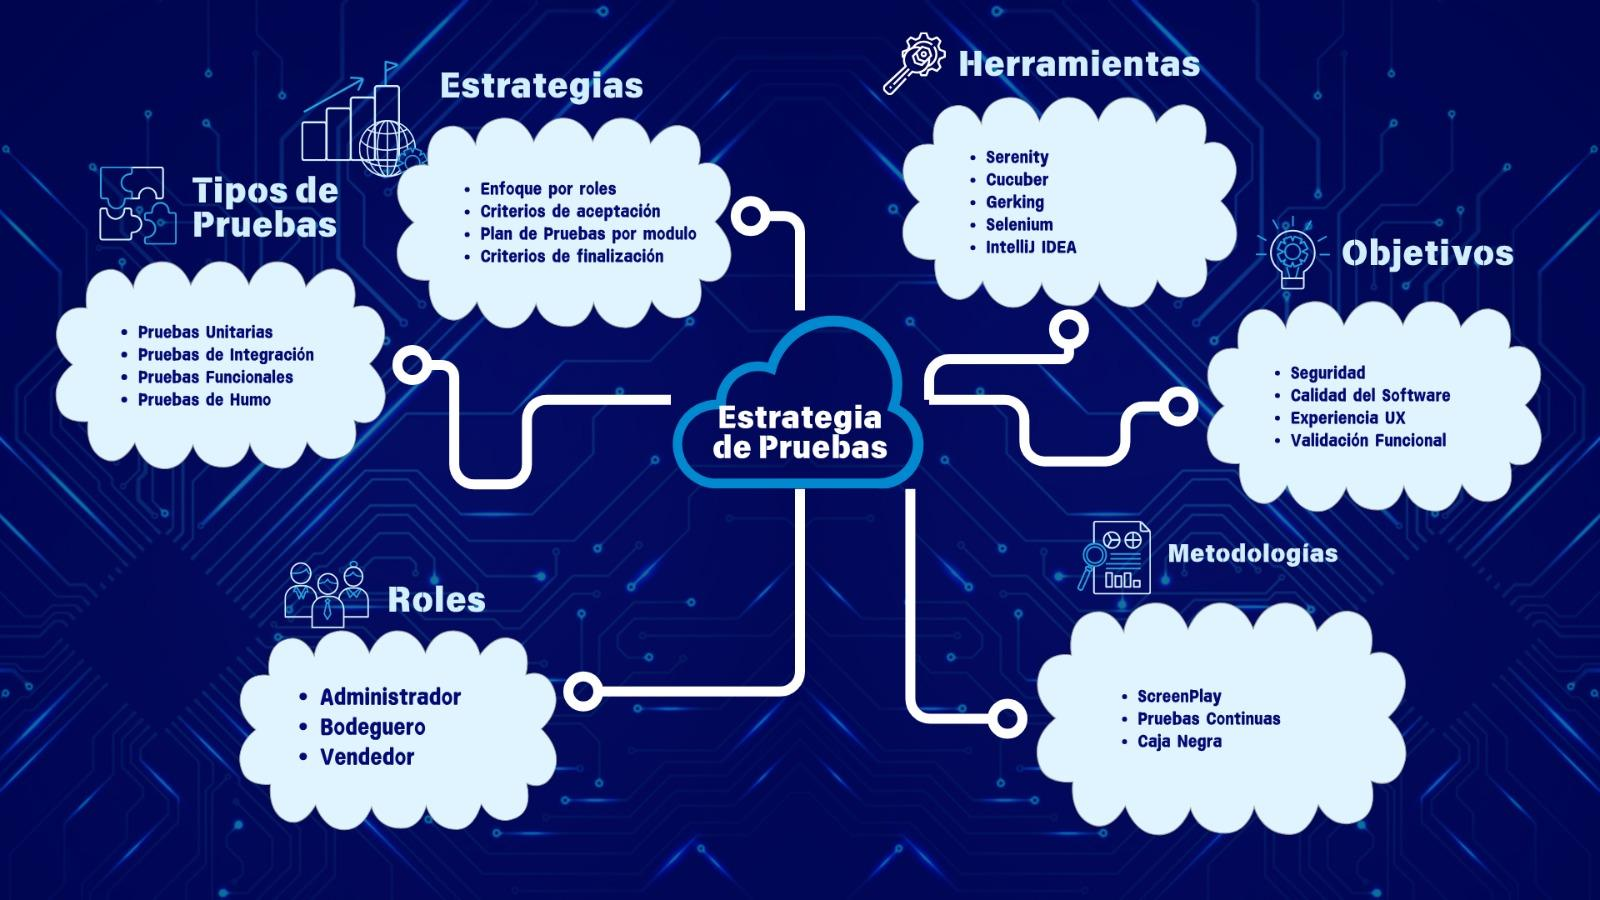 Estrategias
Enfoque por roles
Criterios de aceptación
Plan de Pruebas por modulo
Criterios de finalización
Herramientas
Serenity
Cucuber
Gerking
Selenium
IntelliJ IDEA
Tipos de
Pruebas
Pruebas Unitarias
Pruebas de Integración
Pruebas Funcionales
Pruebas de Humo
Objetivos
Seguridad
Calidad del Software
Experiencia UX
Validación Funcional
Estrategia
de Pruebas
Roles
Administrador
Bodeguero
Vendedor
Metodologías
ScreenPlay
Pruebas Continuas
Caja Negra